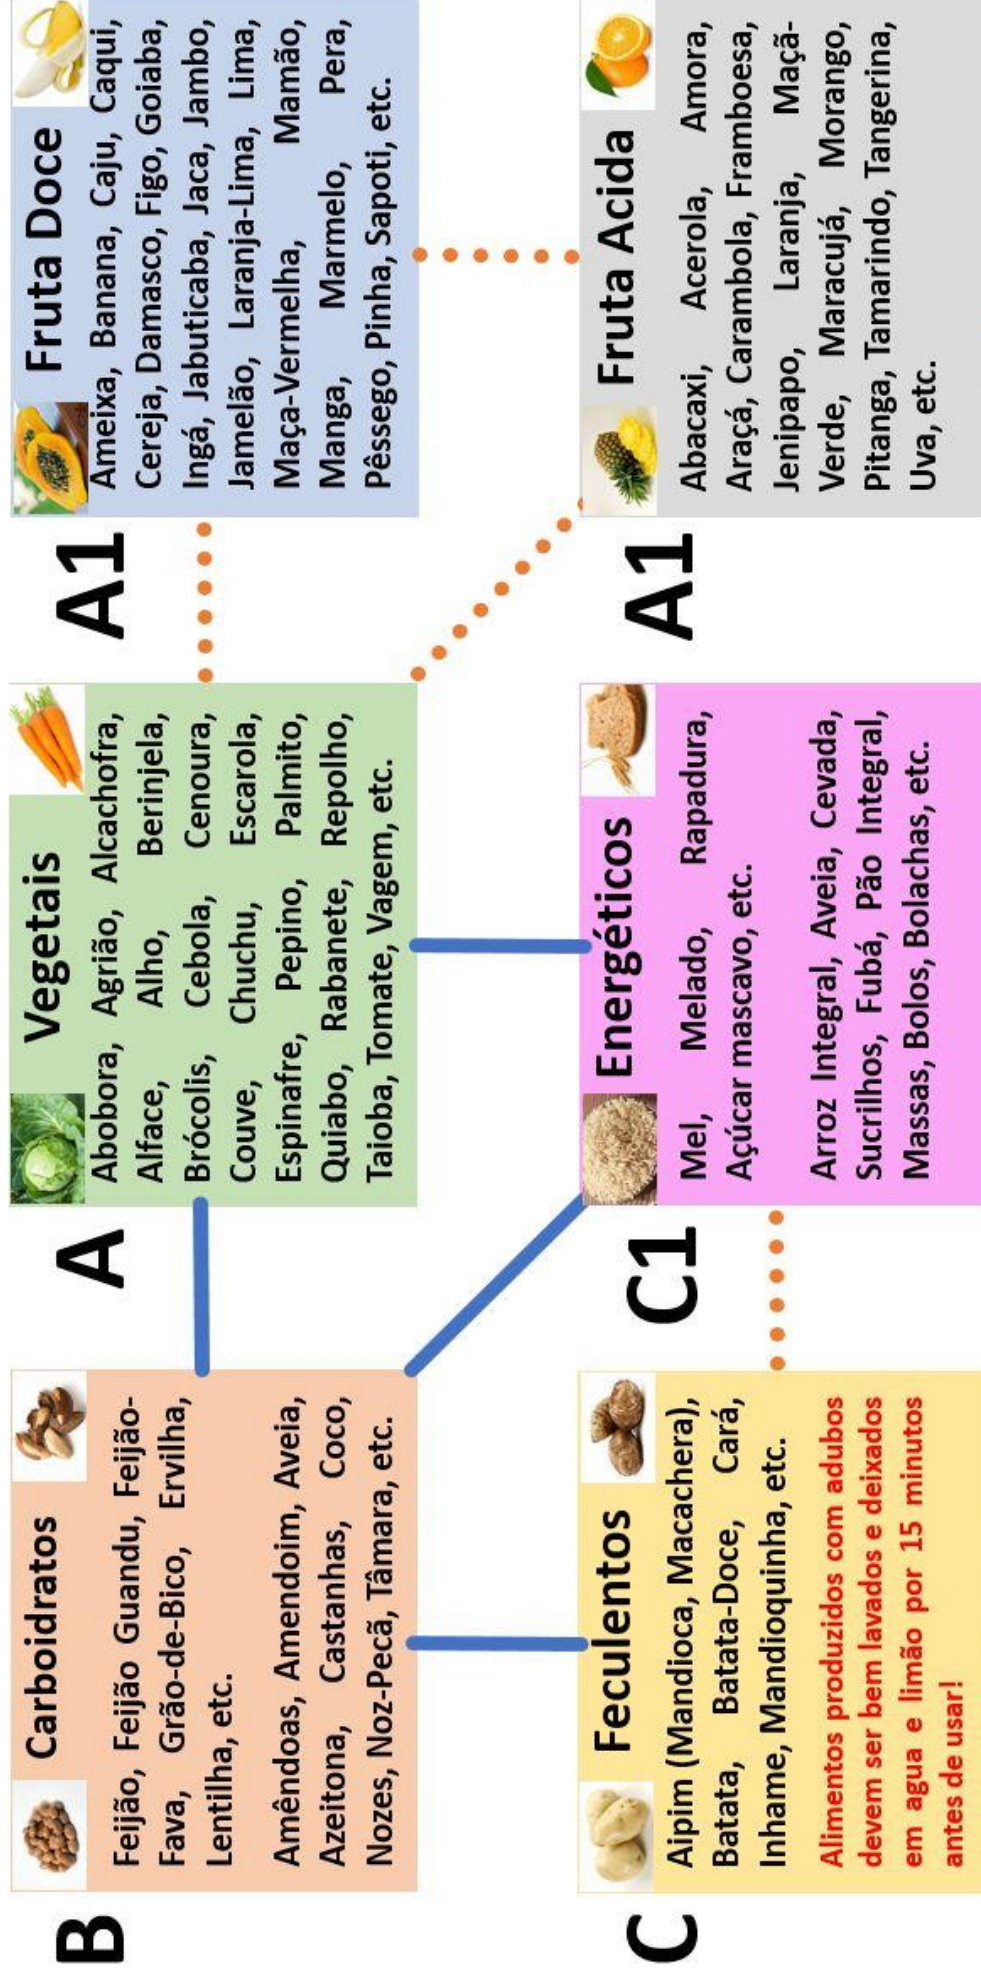 B
Carboidratos
Feijão, Feijão Guandu, Feijão-
Fava, Grão-de-Bico, Ervilha,
Lentilha, etc.
Amêndoas, Amendoim, Aveia,
Azeitona, Castanhas, Coco,
Nozes, Noz-Pecã, Tâmara, etc.
A
Vegetais
Abobora, Agrião, Alcachofra,
Alface, Alho, Berinjela,
Brócolis, Cebola, Cenoura,
Couve, Chuchu, Escarola,
Espinafre, Pepino, Palmito,
Quiabo, Rabanete, Repolho,
Taioba, Tomate, Vagem, etc.
A1
Fruta Doce
Ameixa, Banana, Caju, Caqui,
Cereja, Damasco, Figo, Goiaba,
Ingá, Jabuticaba, Jaca, Jambo,
Jamelão, Laranja-Lima, Lima,
Maça-Vermelha, Mamão,
Manga, Marmelo, Pera,
Pêssego, Pinha, Sapoti, etc.
C
Feculentos
Aipim (Mandioca, Macachera),
Batata, Batata-Doce, Cará,
Inhame, Mandioquinha, etc.
Alimentos produzidos com adubos
devem ser bem lavados e deixados
em agua e limão por 15 minutos
antes de usar!
C1
Energéticos
Mel, Melado, Rapadura,
Açúcar mascavo, etc.
Arroz Integral, Aveia, Cevada,
Sucrilhos, Fubá, Pão Integral,
Massas, Bolos, Bolachas, etc.
A1
Fruta Acida
Abacaxi, Acerola, Amora,
Araçá, Carambola, Framboesa,
Jenipapo, Laranja, Maçã-
Verde, Maracujá, Morango,
Pitanga, Tamarindo, Tangerina,
Uva, etc.